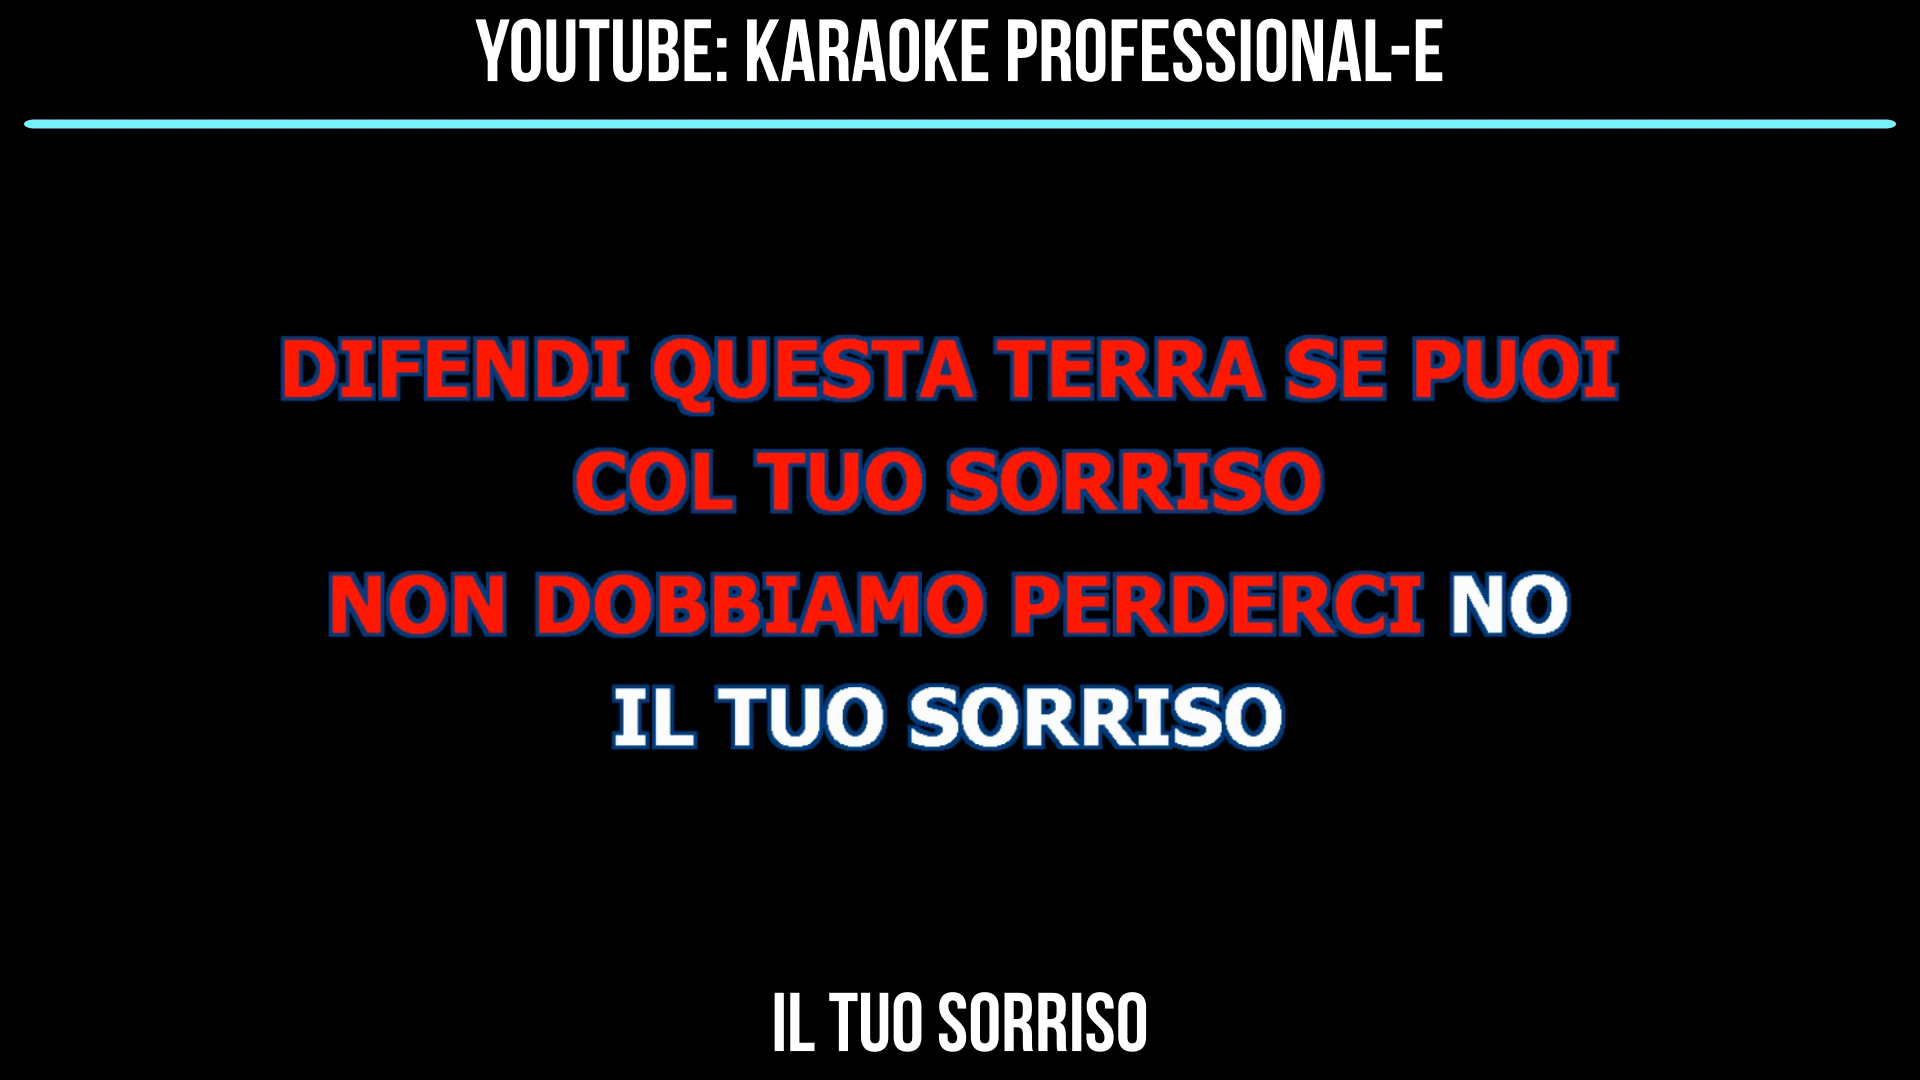 YOUTUBE: KARAOKE PROFESSIONAL-E
DIFENDI QUESTA TERRA SE PUOI
COL TUO SORRISO
NON DOBBIAMO PERDERCI NO
IL TUO SORRISO
IL TUO SORRISO